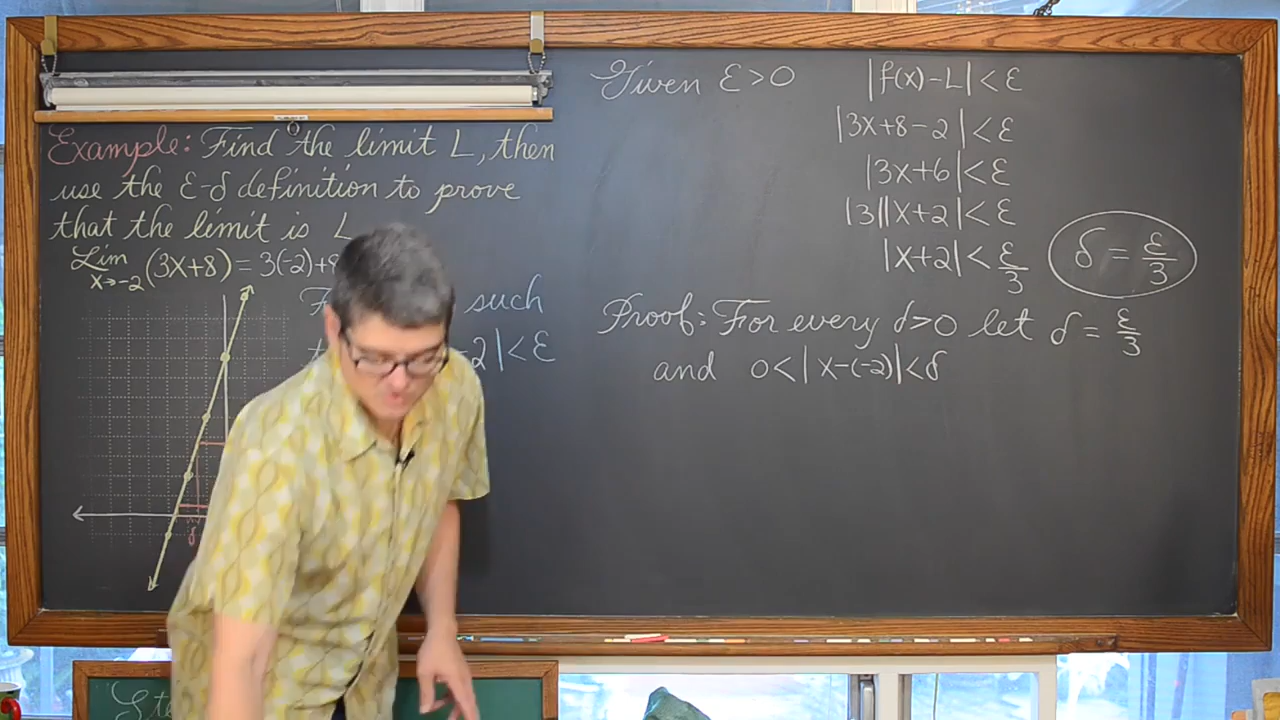 Example: Find the limit L, then
use the ε-δ definition to prove
that the limit is L
Lim (3x+8) = 3(-2)+8
x→-2
such
-2|<ε
Given ε>0
|f(x)-L|<ε
|3x+8-2|<ε
|3x+6|<ε
|3||x+2|<ε
|x+2|<ε/3
δ=ε/3
Proof: For every δ>0 let δ=ε/3
and 0<|x-(-2)|<δ